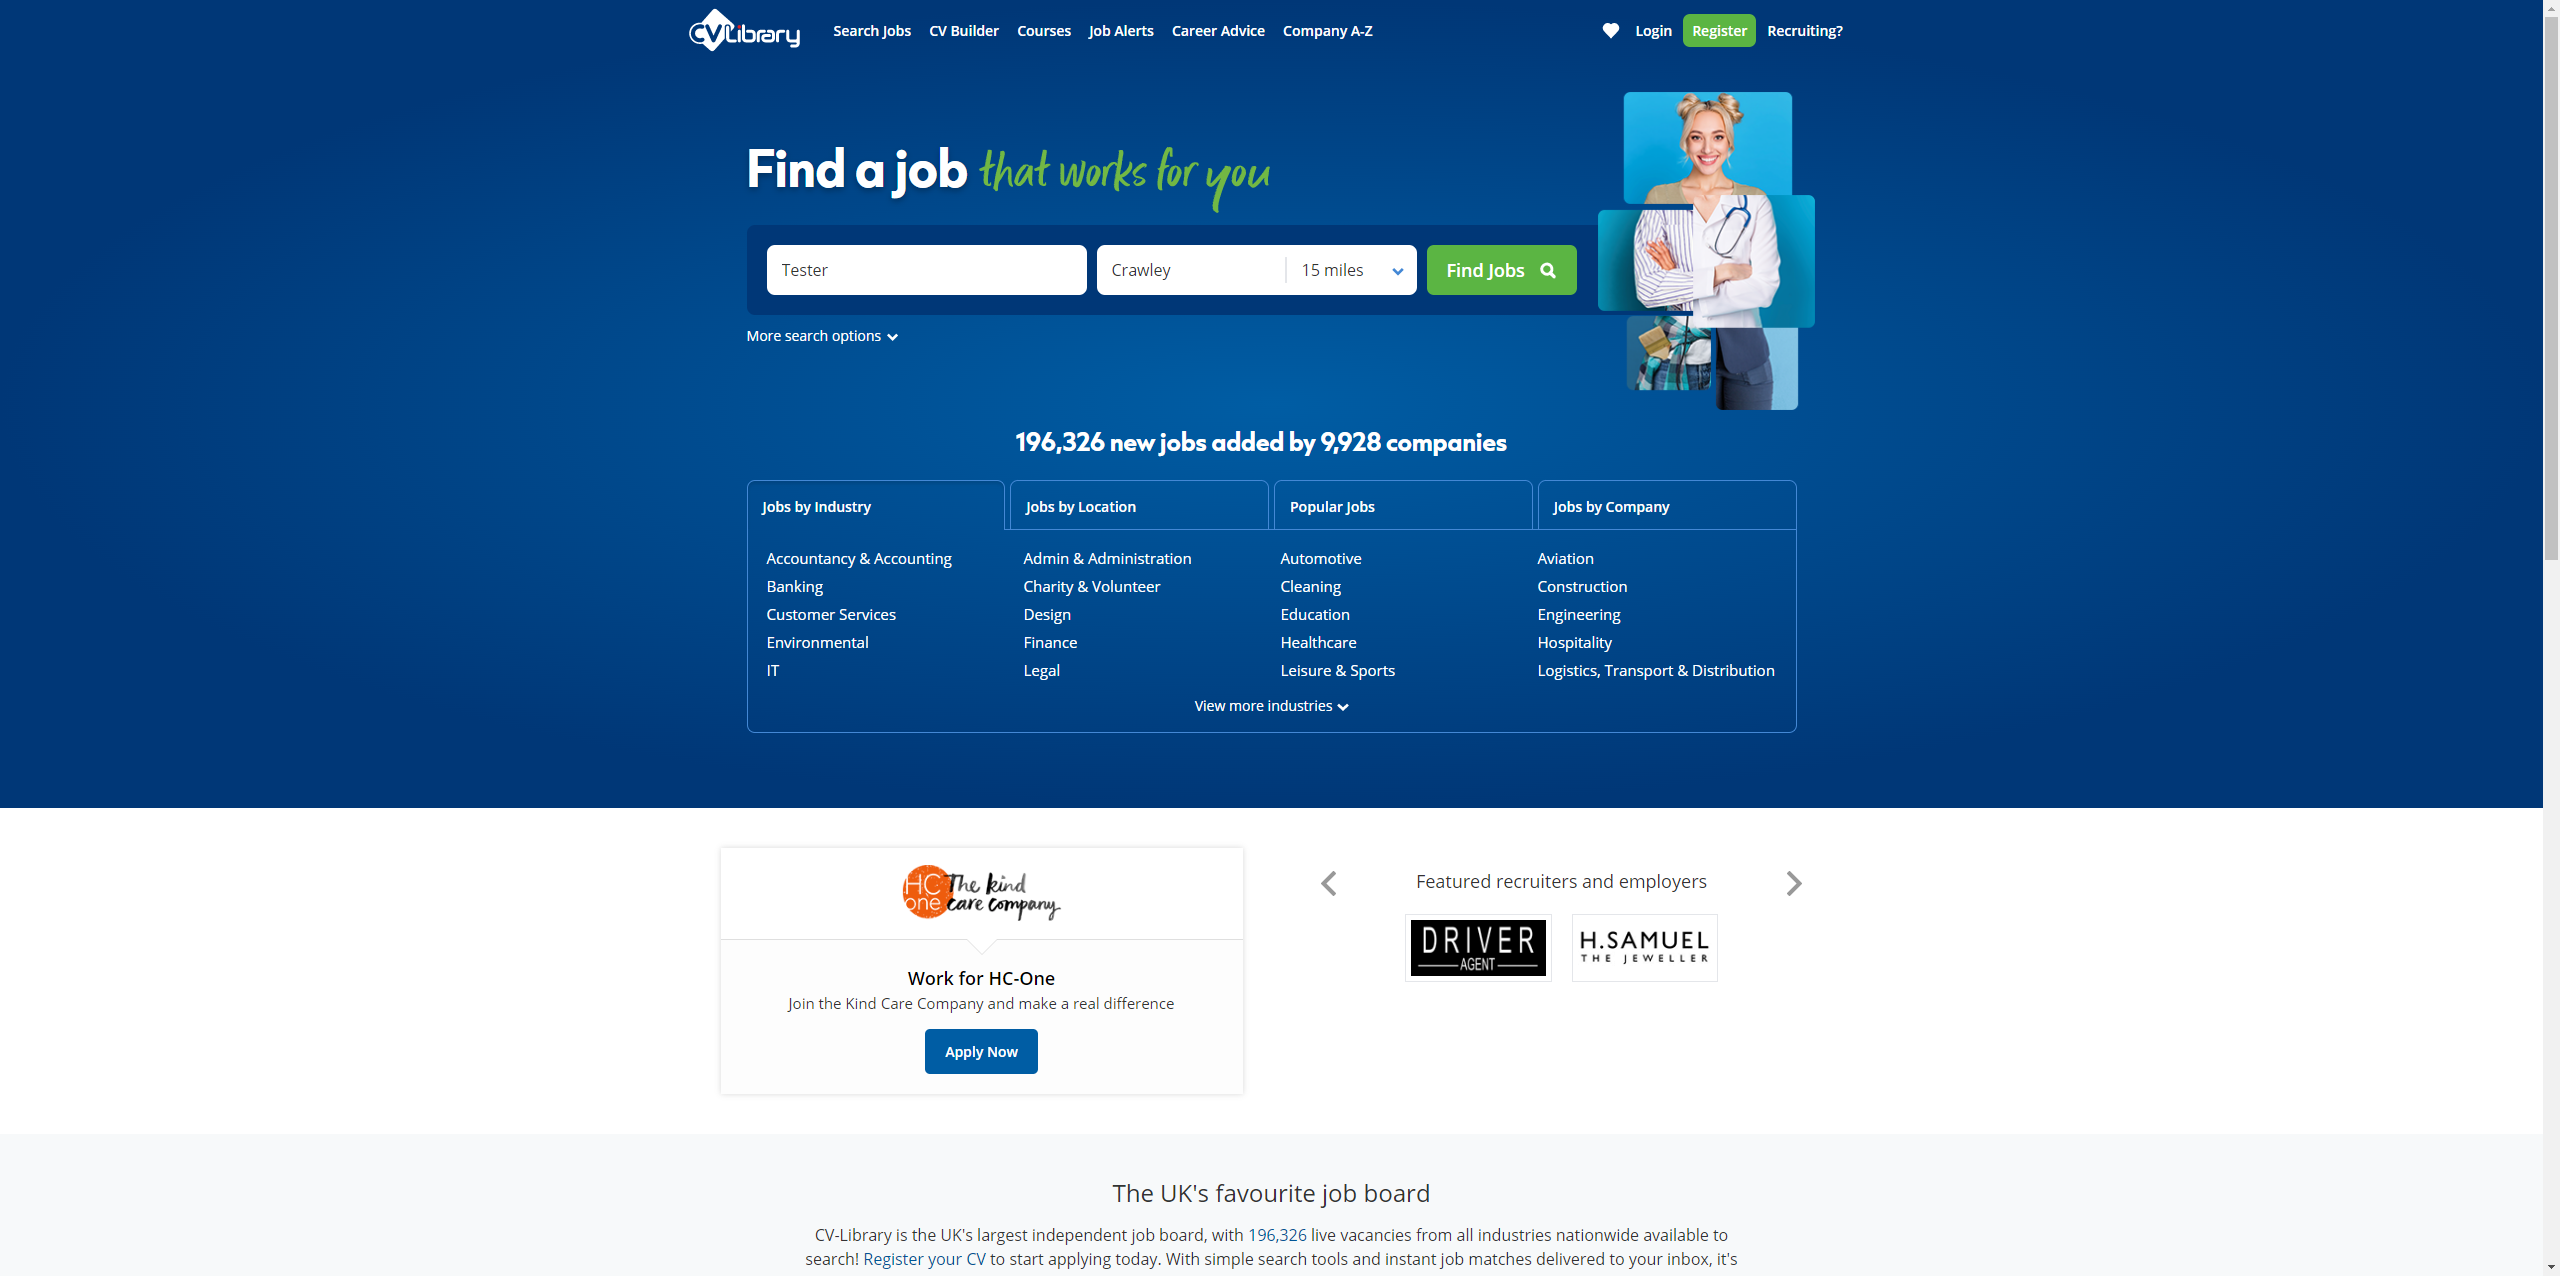 CVLibrary
Search Jobs CV Builder Courses Job Alerts Career Advice Company A-Z
Login Register Recruiting?
Find a job that works for you
Tester Crawley 15 miles Find Jobs
More search options
196,326 new jobs added by 9,928 companies
Jobs by Industry Jobs by Location Popular Jobs Jobs by Company
Accountancy & Accounting Admin & Administration Automotive Aviation
Banking Charity & Volunteer Cleaning Construction
Customer Services Design Education Engineering
Environmental Finance Healthcare Hospitality
IT Legal Leisure & Sports Logistics, Transport & Distribution
View more industries
HC one The kind care company
Work for HC-One
Join the Kind Care Company and make a real difference
Apply Now
Featured recruiters and employers
DRIVER
AGENT
H.SAMUEL
THE JEWELLER
The UK's favourite job board
CV-Library is the UK's largest independent job board, with 196,326 live vacancies from all industries nationwide available to
search! Register your CV to start applying today. With simple search tools and instant job matches delivered to your inbox, it's